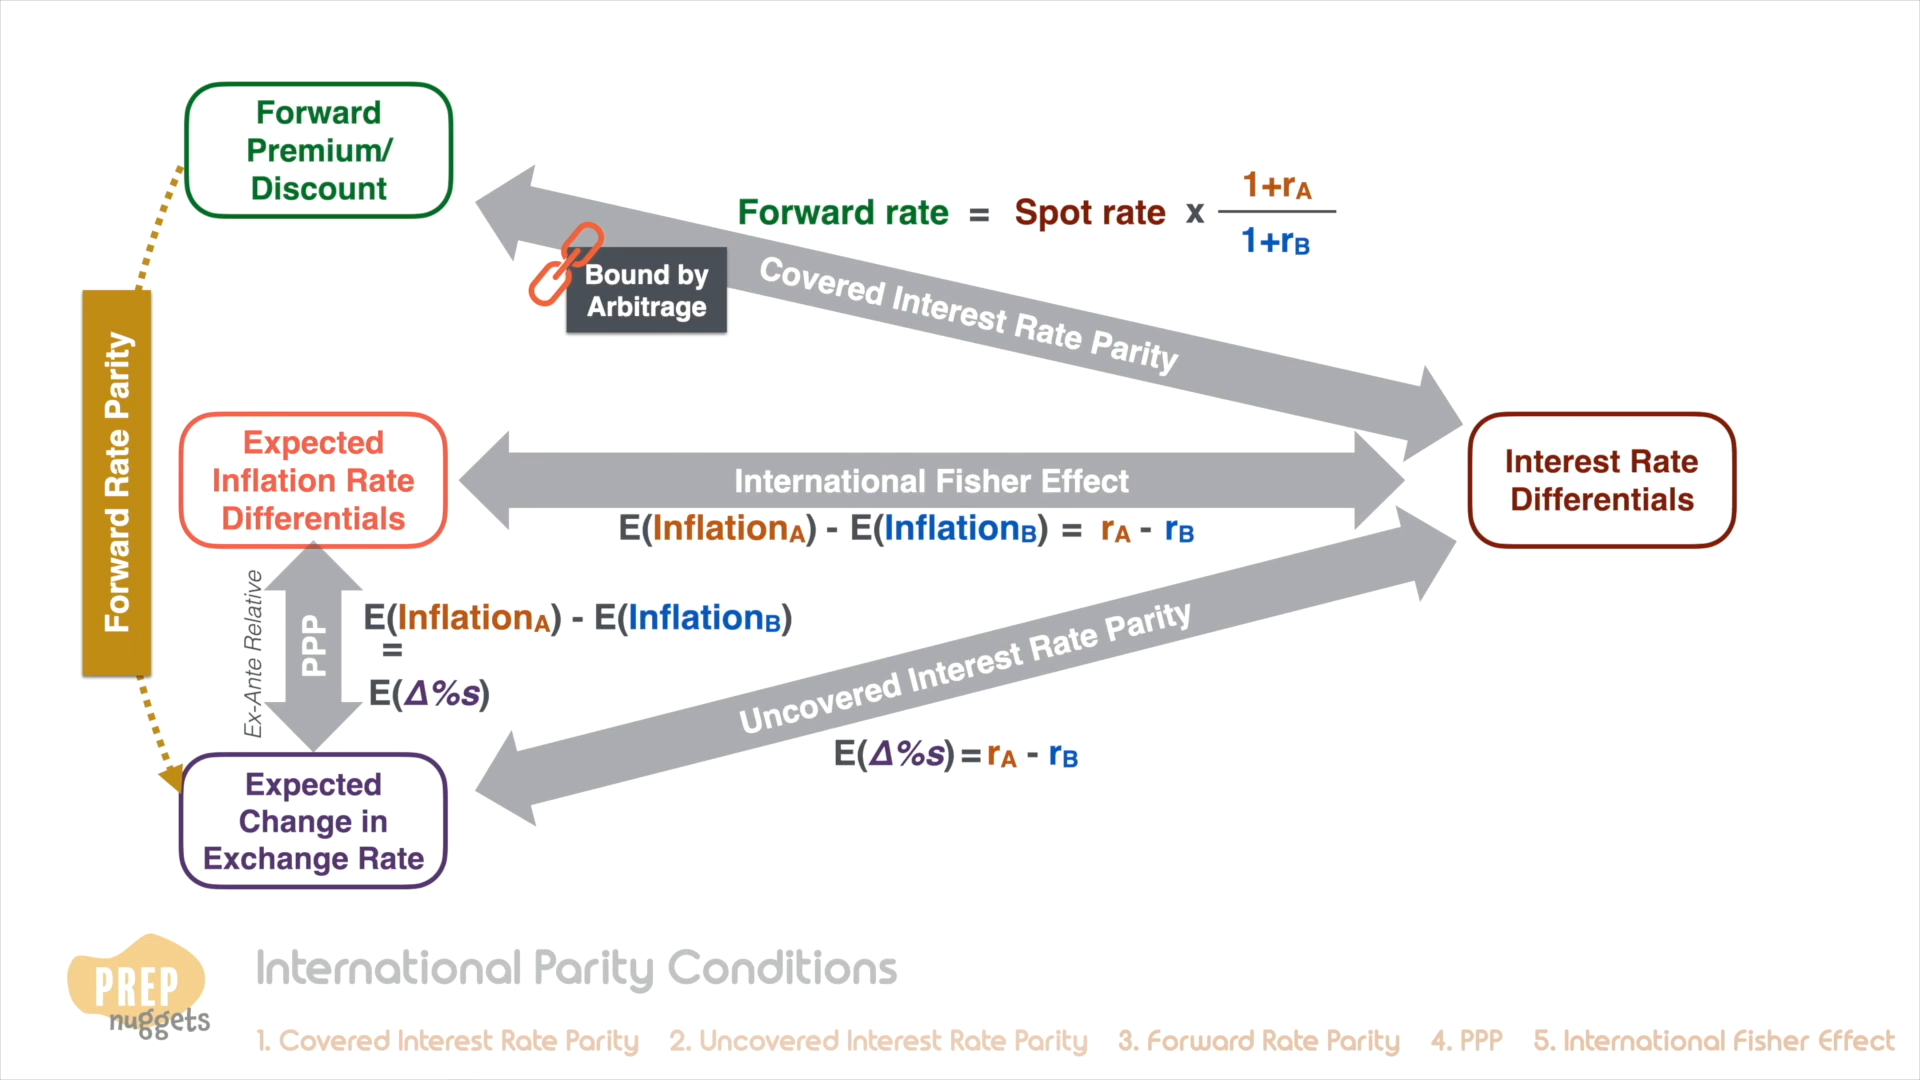 Forward
Premium/
Discount
Forward rate = Spot rate x 1+rA
1+rB
Bound by
Arbitrage
Covered Interest Rate Parity
Forward Rate Parity
Expected
Inflation Rate
Differentials
International Fisher Effect
E(InflationA) - E(InflationB) = rA - rB
Interest Rate
Differentials
Ex-Ante Relative
PPP
E(InflationA) - E(InflationB)
=
E(Δ%s)
Uncovered Interest Rate Parity
E(Δ%s) = rA - rB
Expected
Change in
Exchange Rate
PREP
nuggets
International Parity Conditions
1. Covered Interest Rate Parity 2. Uncovered Interest Rate Parity 3. Forward Rate Parity 4. PPP 5. International Fisher Effect